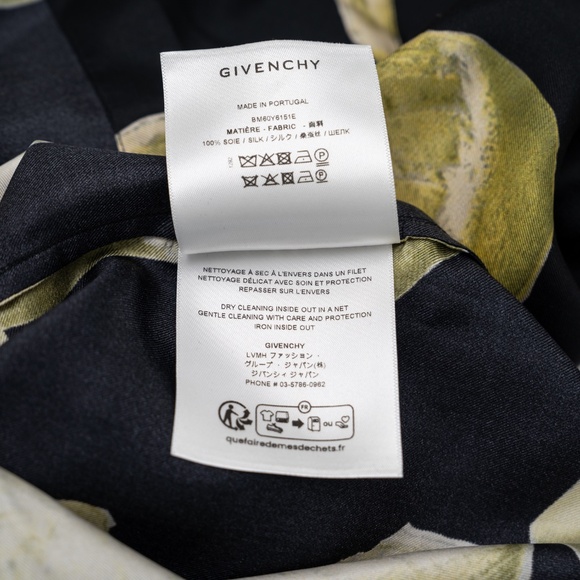 GIVENCHY
MADE IN PORTUGAL
BM60Y6151E
MATIÈRE - FABRIC - 面料
100% SOIE / SILK / シルク / 桑蚕丝 / ШЕЛК
P
P
NETTOYAGE À SEC À L'ENVERS DANS UN FILET
NETTOYAGE DÉLICAT AVEC SOIN ET PROTECTION
REPASSER SUR L'ENVERS
DRY CLEANING INSIDE OUT IN A NET
GENTLE CLEANING WITH CARE AND PROTECTION
IRON INSIDE OUT
GIVENCHY
LVMH ファッション・
グループ・ジャパン(株)
ジバンシィ ジャパン
PHONE # 03-5786-0962
FR
OU
quefairedemesdechets.fr